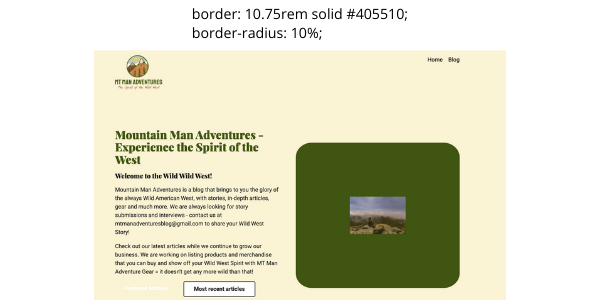 border: 10.75rem solid #405510;
border-radius: 10%;
MT MAN ADVENTURES
The Spirit of the Wild West
Home Blog
Mountain Man Adventures -
Experience the Spirit of the
West
Welcome to the Wild Wild West!
Mountain Man Adventures is a blog that brings to you the glory of
the always Wild American West, with stories, in-depth articles,
gear and much more. We are always looking for story
submissions and interviews - contact us at
mtmanadventuresblog@gmail.com to share your Wild West
Story!
Check out our latest articles while we continue to grow our
business. We are working on listing products and merchandise
that you can buy and show off your Wild West Spirit with MT Man
Adventure Gear - it doesn't get any more wild than that!
Most recent articles